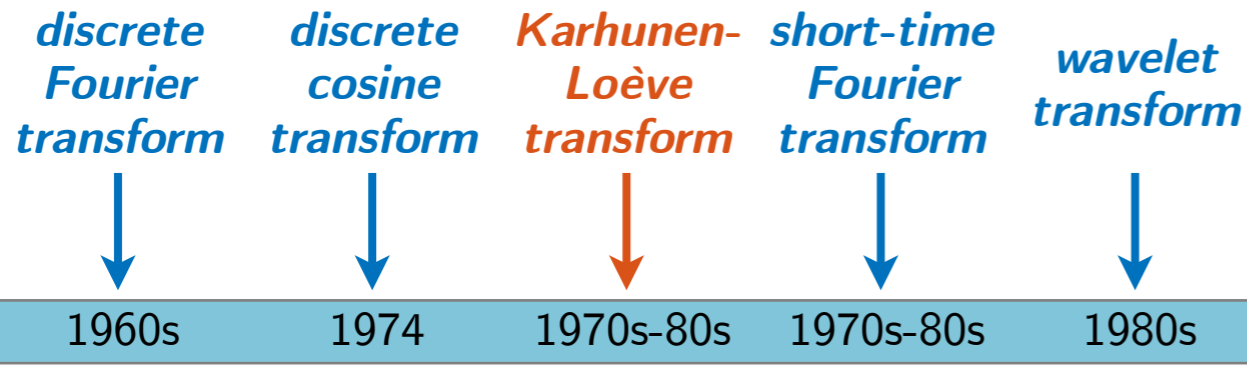 discrete
Fourier
transform
discrete
cosine
transform
Karhunen-
Loève
transform
short-time
Fourier
transform
wavelet
transform
1960s
1974
1970s-80s
1970s-80s
1980s